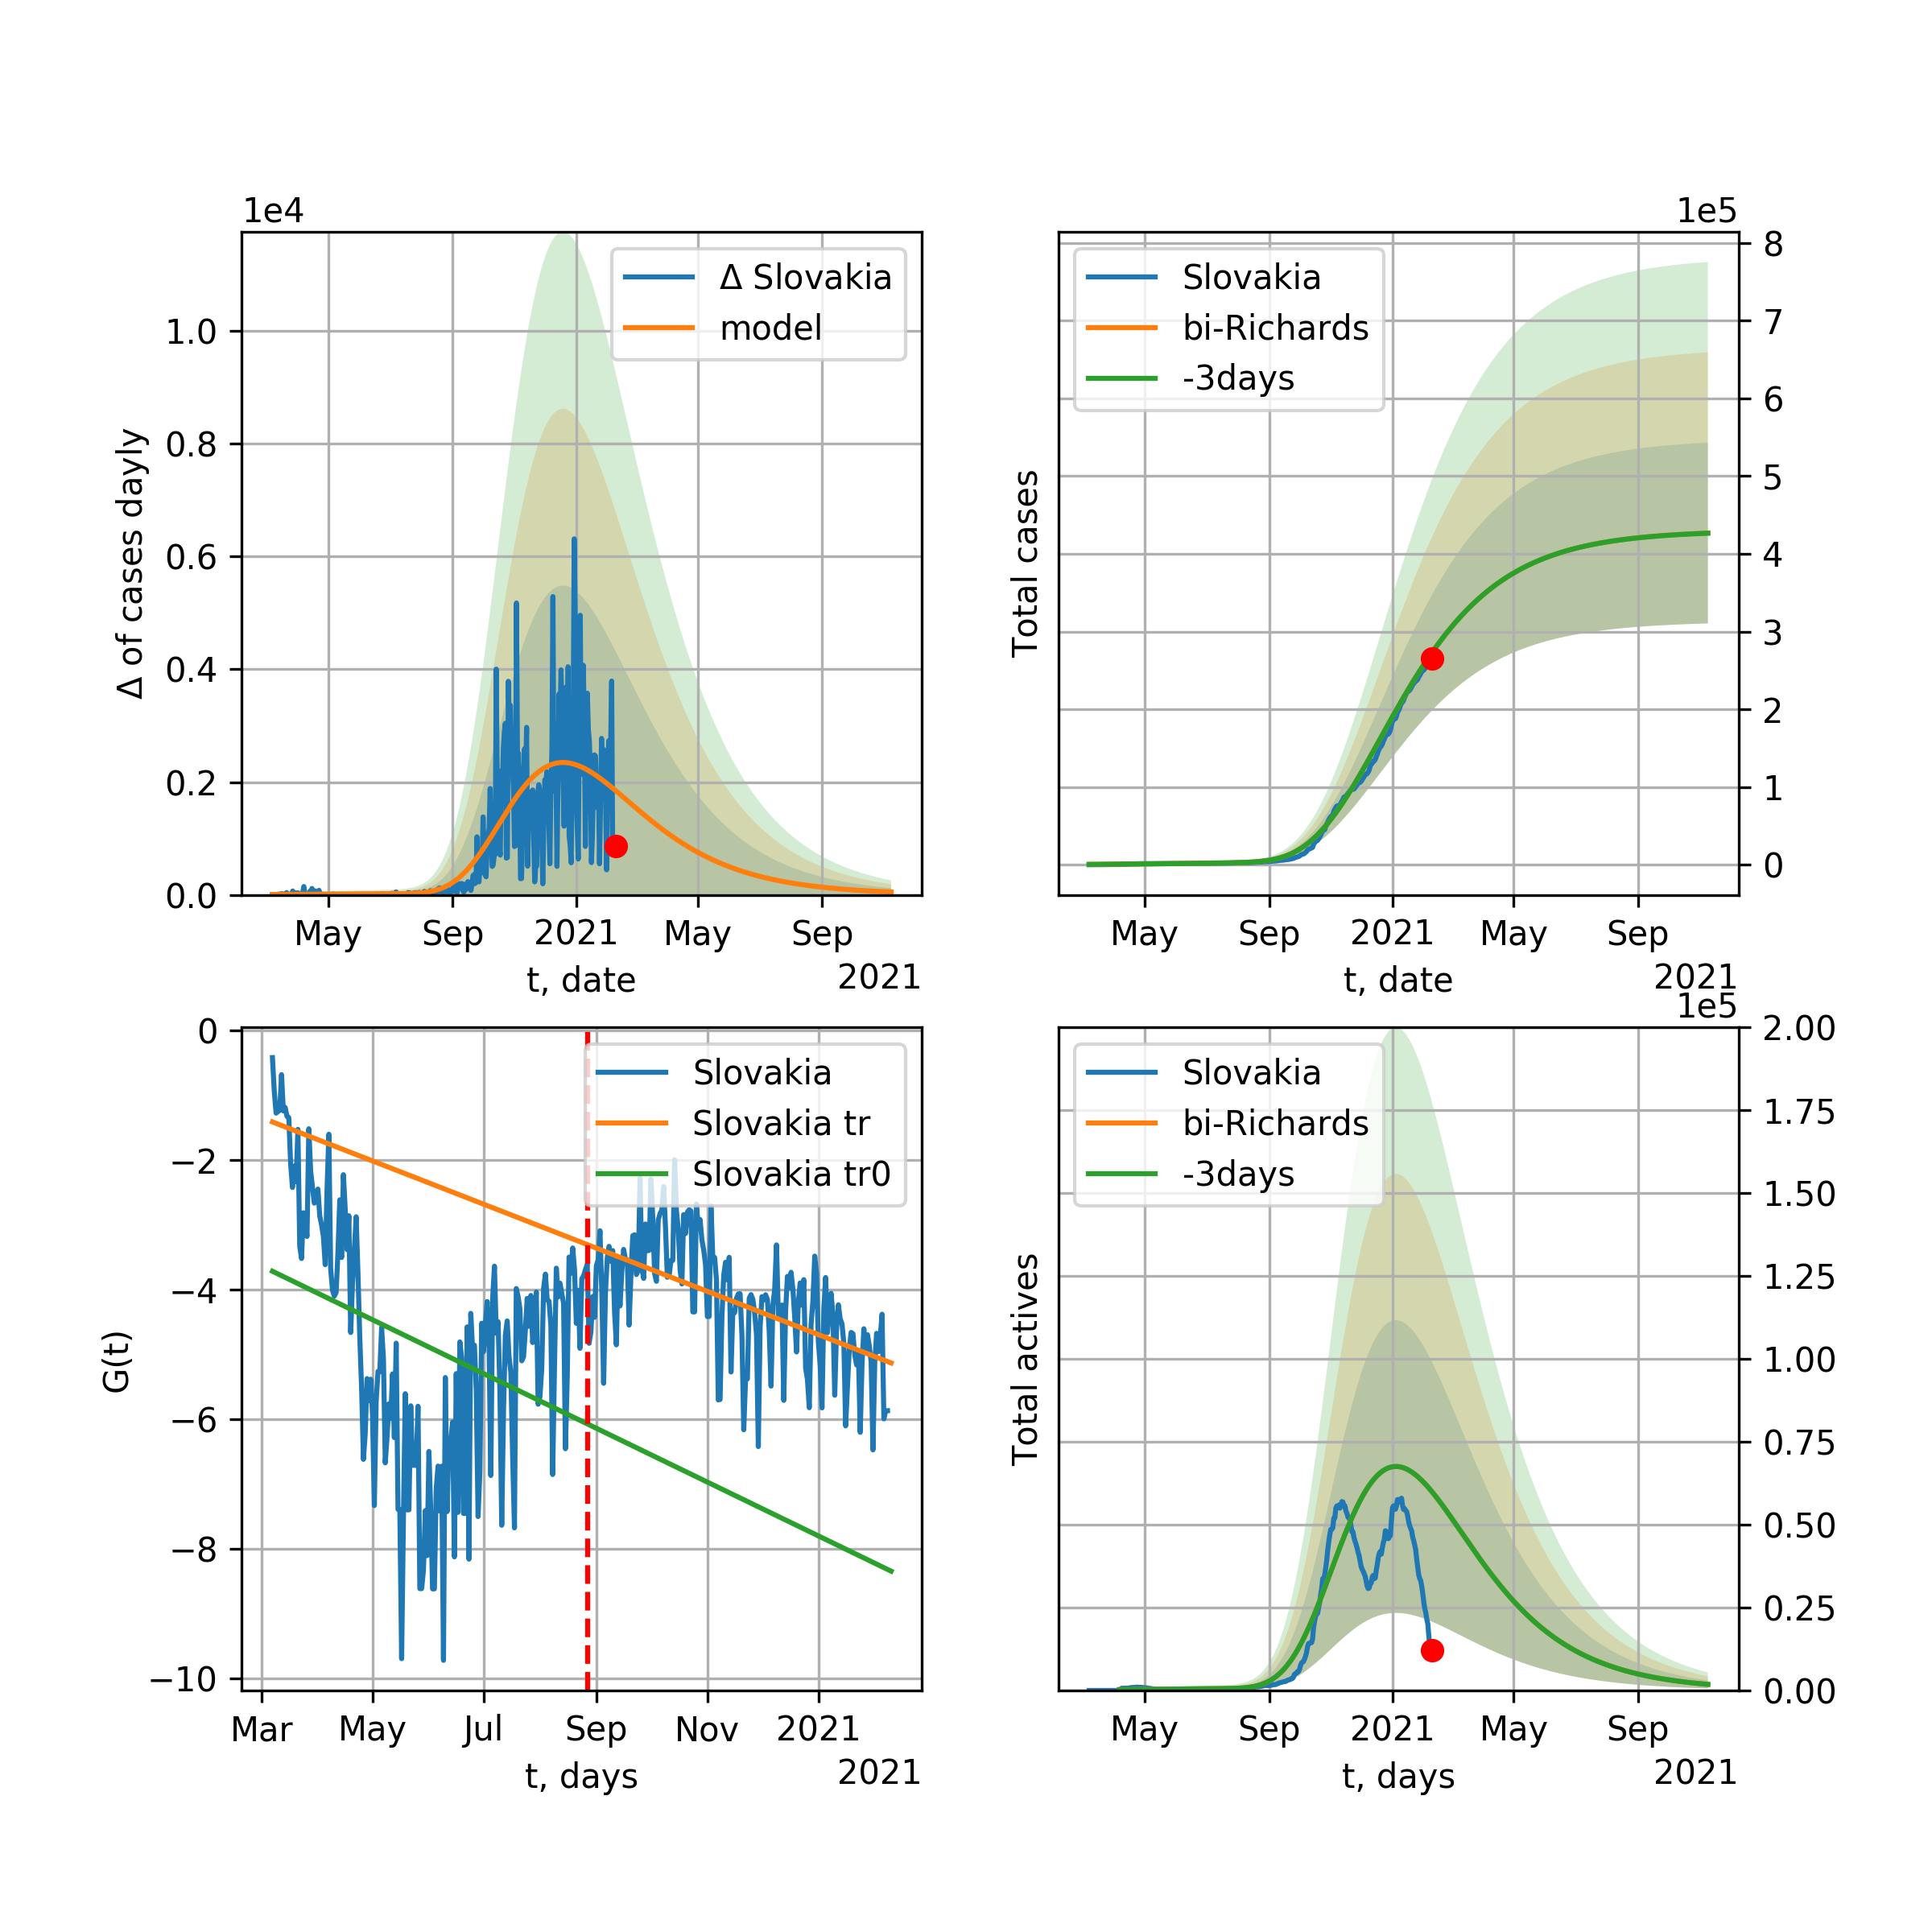 1e4
Δ Slovakia
model
1.0
0.8
0.6
0.4
0.2
0.0
Δ of cases dayly
May Sep 2021 May Sep
t, date
2021
1e5
Slovakia
bi-Richards
-3days
8
7
6
5
4
3
2
1
0
Total cases
May Sep 2021 May Sep
t, date
2021
Slovakia
Slovakia tr
Slovakia tr0
0
−2
−4
−6
−8
−10
G(t)
Mar May Jul Sep Nov 2021
t, days
2021
1e5
Slovakia
bi-Richards
-3days
2.00
1.75
1.50
1.25
1.00
0.75
0.50
0.25
0.00
Total actives
May Sep 2021 May Sep
t, days
2021